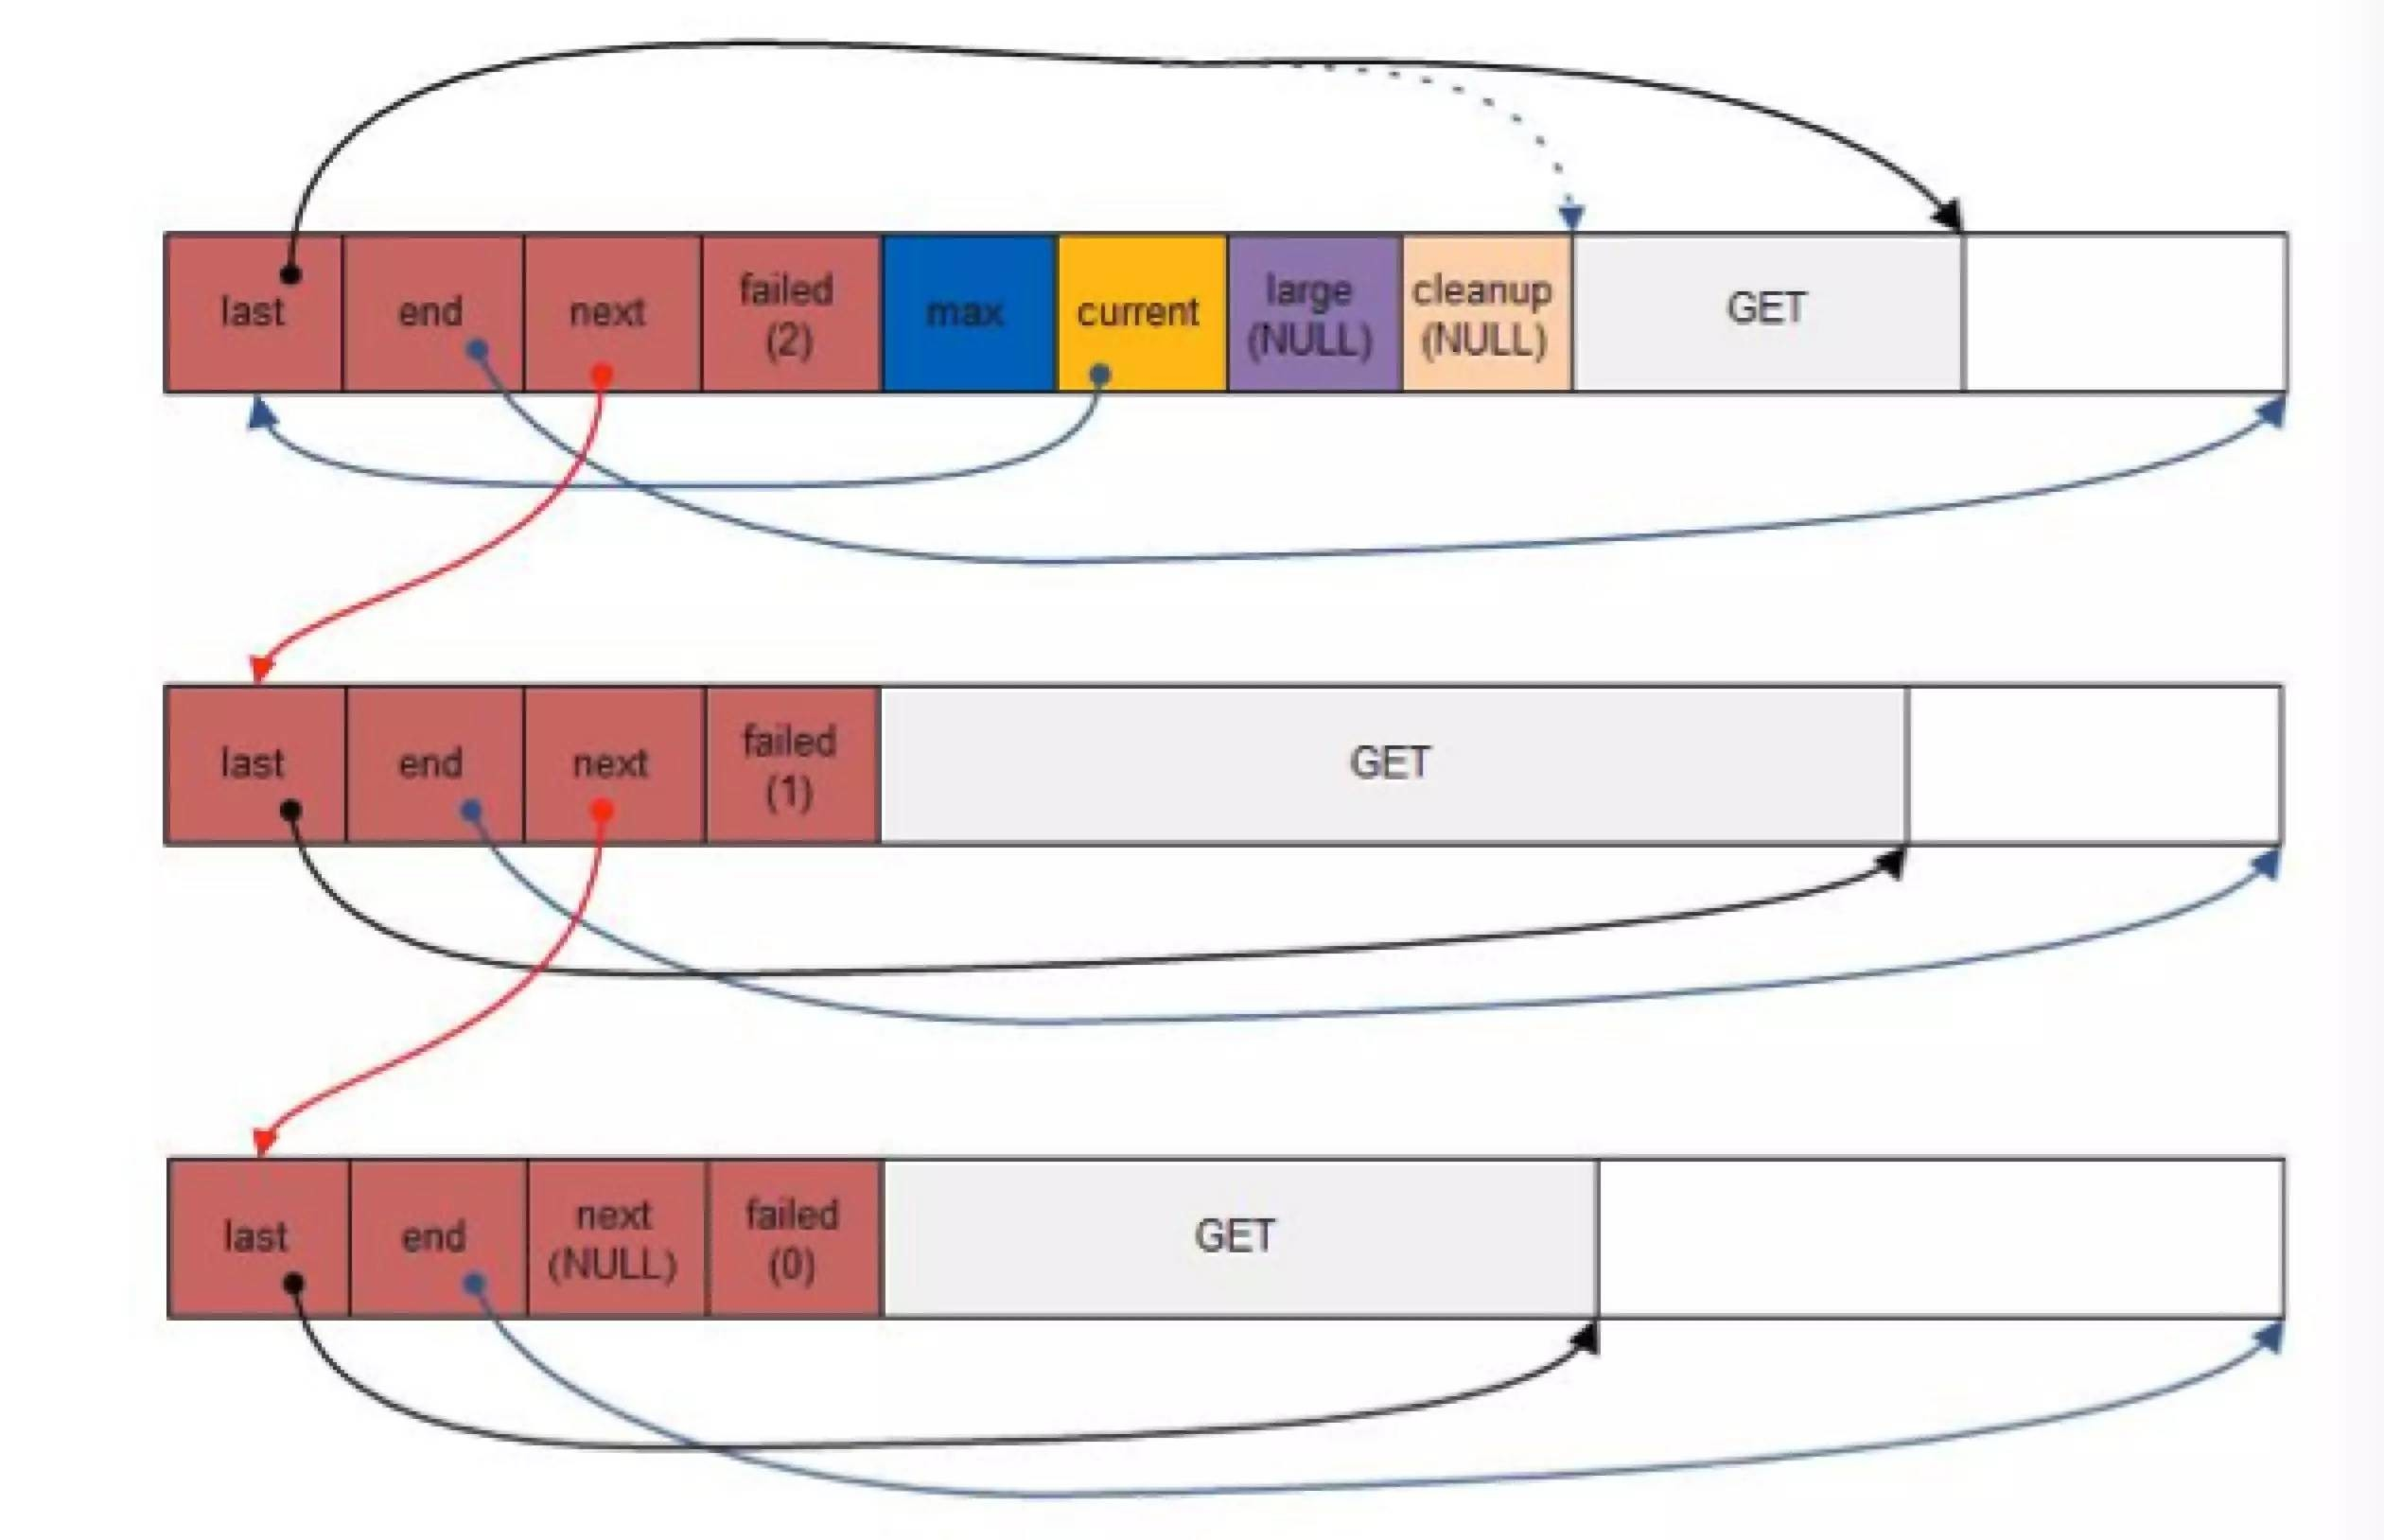 last end next failed (2) max current large (NULL) cleanup (NULL) GET
last end next failed (1) GET
last end next (NULL) failed (0) GET